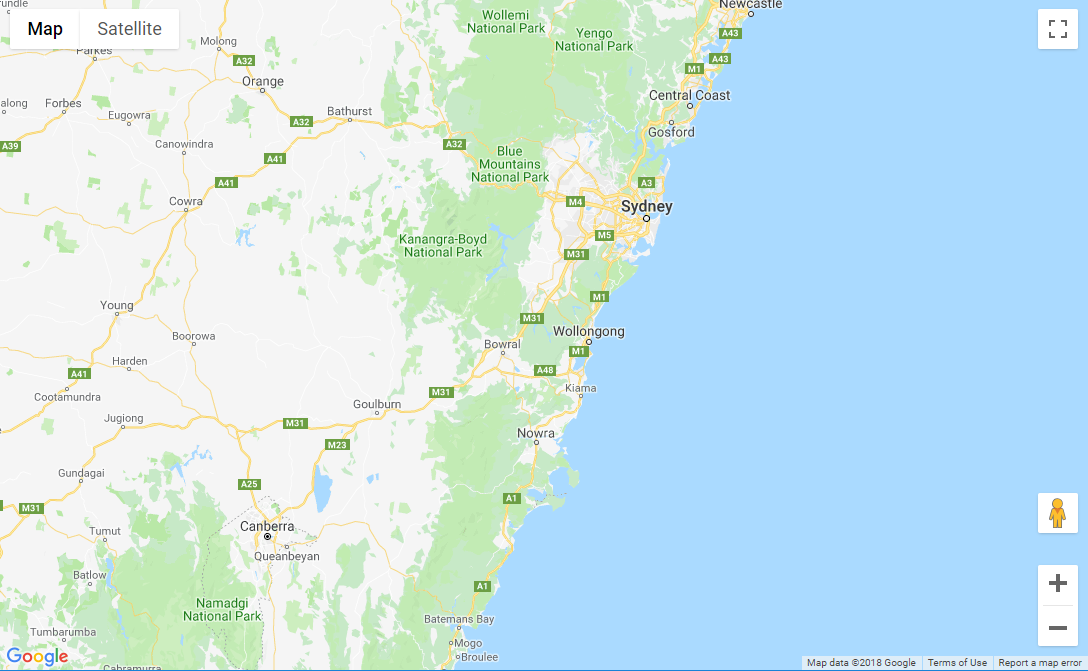 Newcastle
Wollemi
National Park
Yengo
National Park
Map
Satellite
Molong
A43
Parkes
A32
A43
M1
Orange
Central Coast
Forbes
Eugowra
Bathurst
A32
Gosford
A39
Canowindra
A32
A41
Blue
Mountains
National Park
A41
A3
Cowra
M4
Sydney
M5
Kanangra-Boyd
National Park
M31
M1
Young
M31
Wollongong
Boorowa
Bowral
M1
Harden
A41
A48
Kiama
Cootamundra
M31
Goulburn
Jugiong
M31
Nowra
M23
Gundagai
A25
A1
M31
Canberra
Tumut
Queanbeyan
Batlow
A1
Namadgi
National Park
Batemans Bay
Tumbarumba
Mogo
Broulee
Google
Map data ©2018 Google
Terms of Use
Report a map error